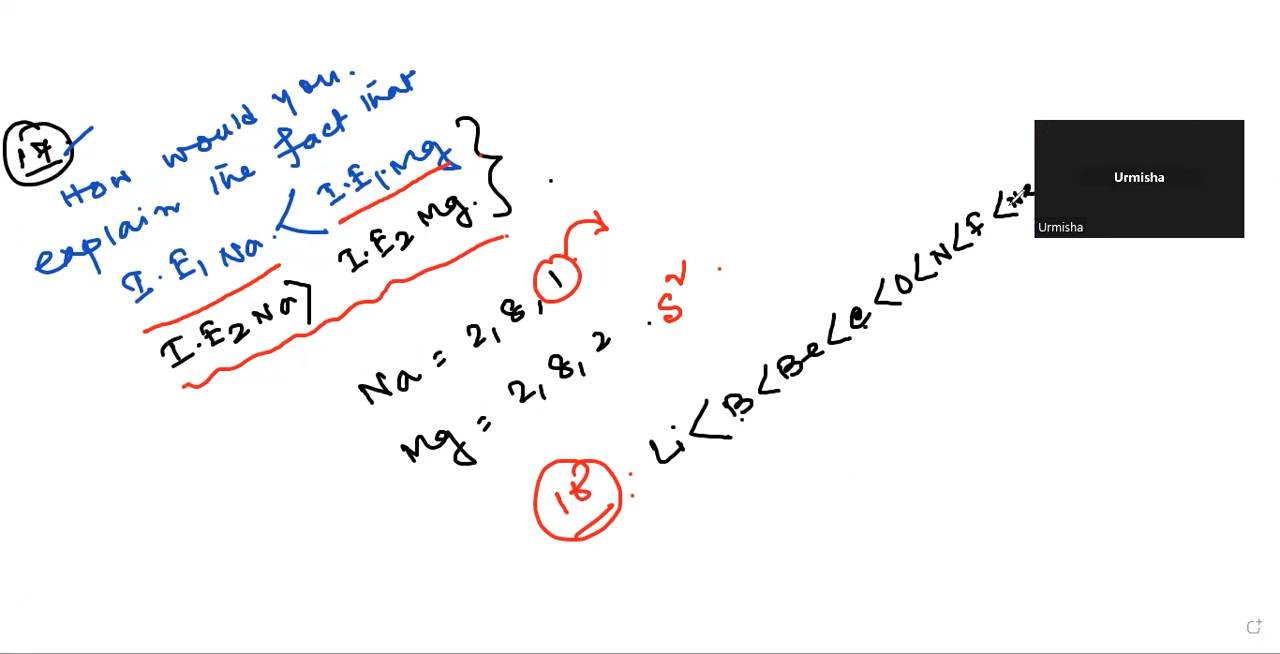 17
How would you.
explain the fact that
I.E1 Na < I.E1 Mg
I.E2 Na I.E2 Mg.
Na = 2, 8, 1
Mg = 2, 8, 2 . s²
18 : Li < B < Be < C < O < N < F < Ne
Urmisha
Urmisha